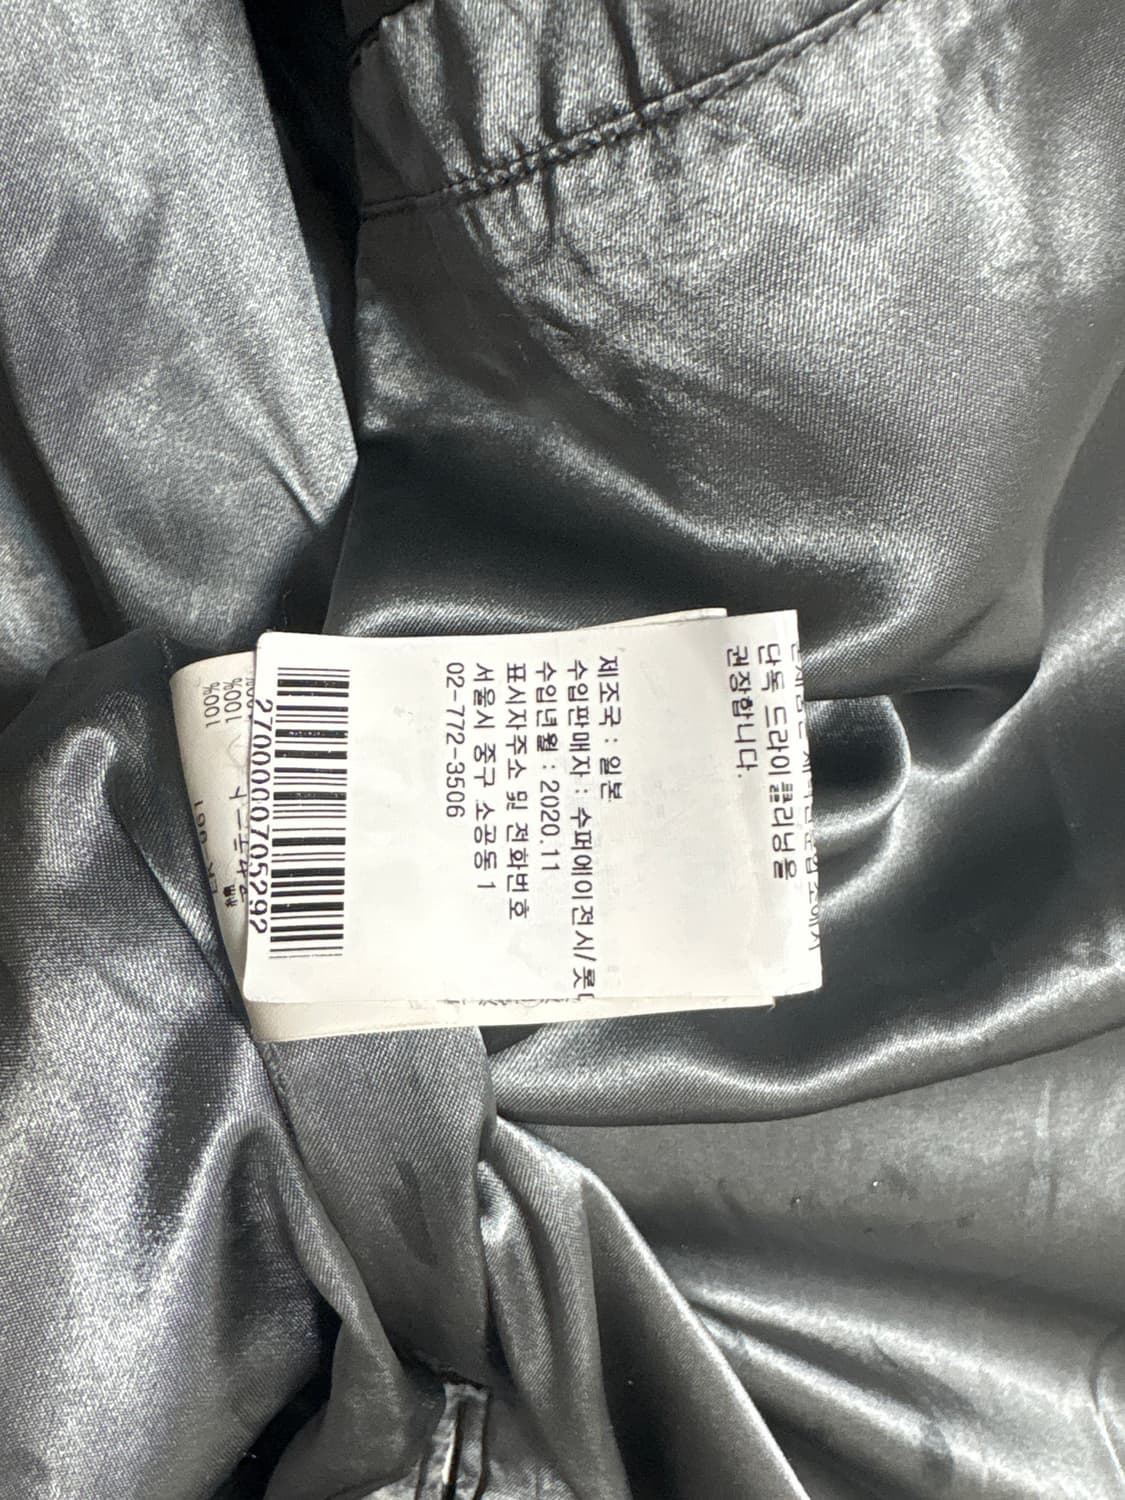 단독 드라이 클리닝을
권장합니다.
제조국 : 일본
수입판매자 : 수퍼에이전시/롯
수입년월 : 2020.11
표시자주소 및 전화번호
서울시 중구 소공동 1
02-772-3506
2700000705292
100%
100%